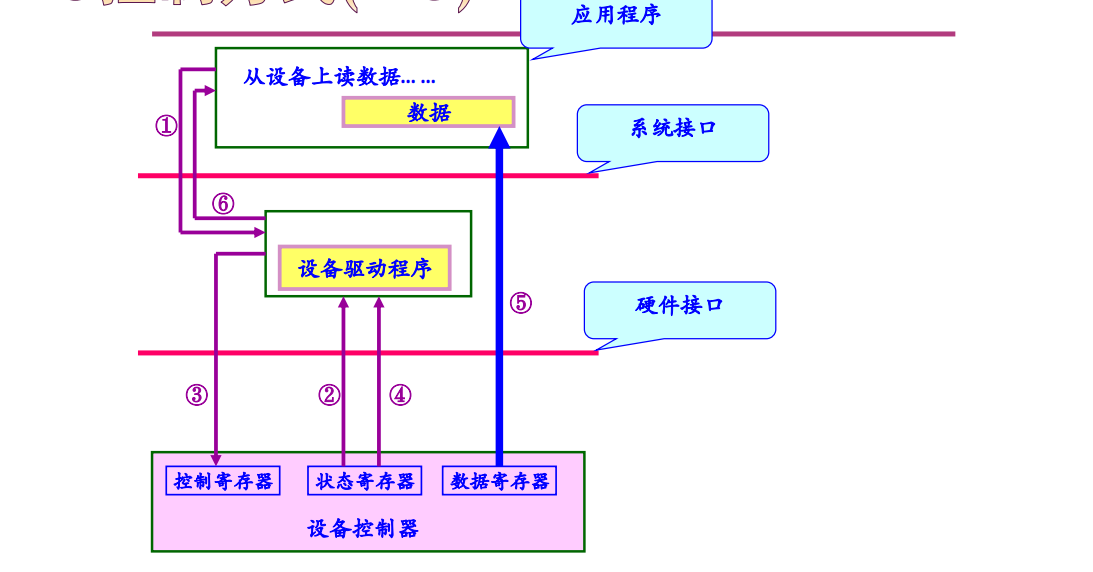 应用程序
从设备上读数据... ...
数据
①
系统接口
⑥
设备驱动程序
⑤
硬件接口
③
②
④
控制寄存器
状态寄存器
数据寄存器
设备控制器